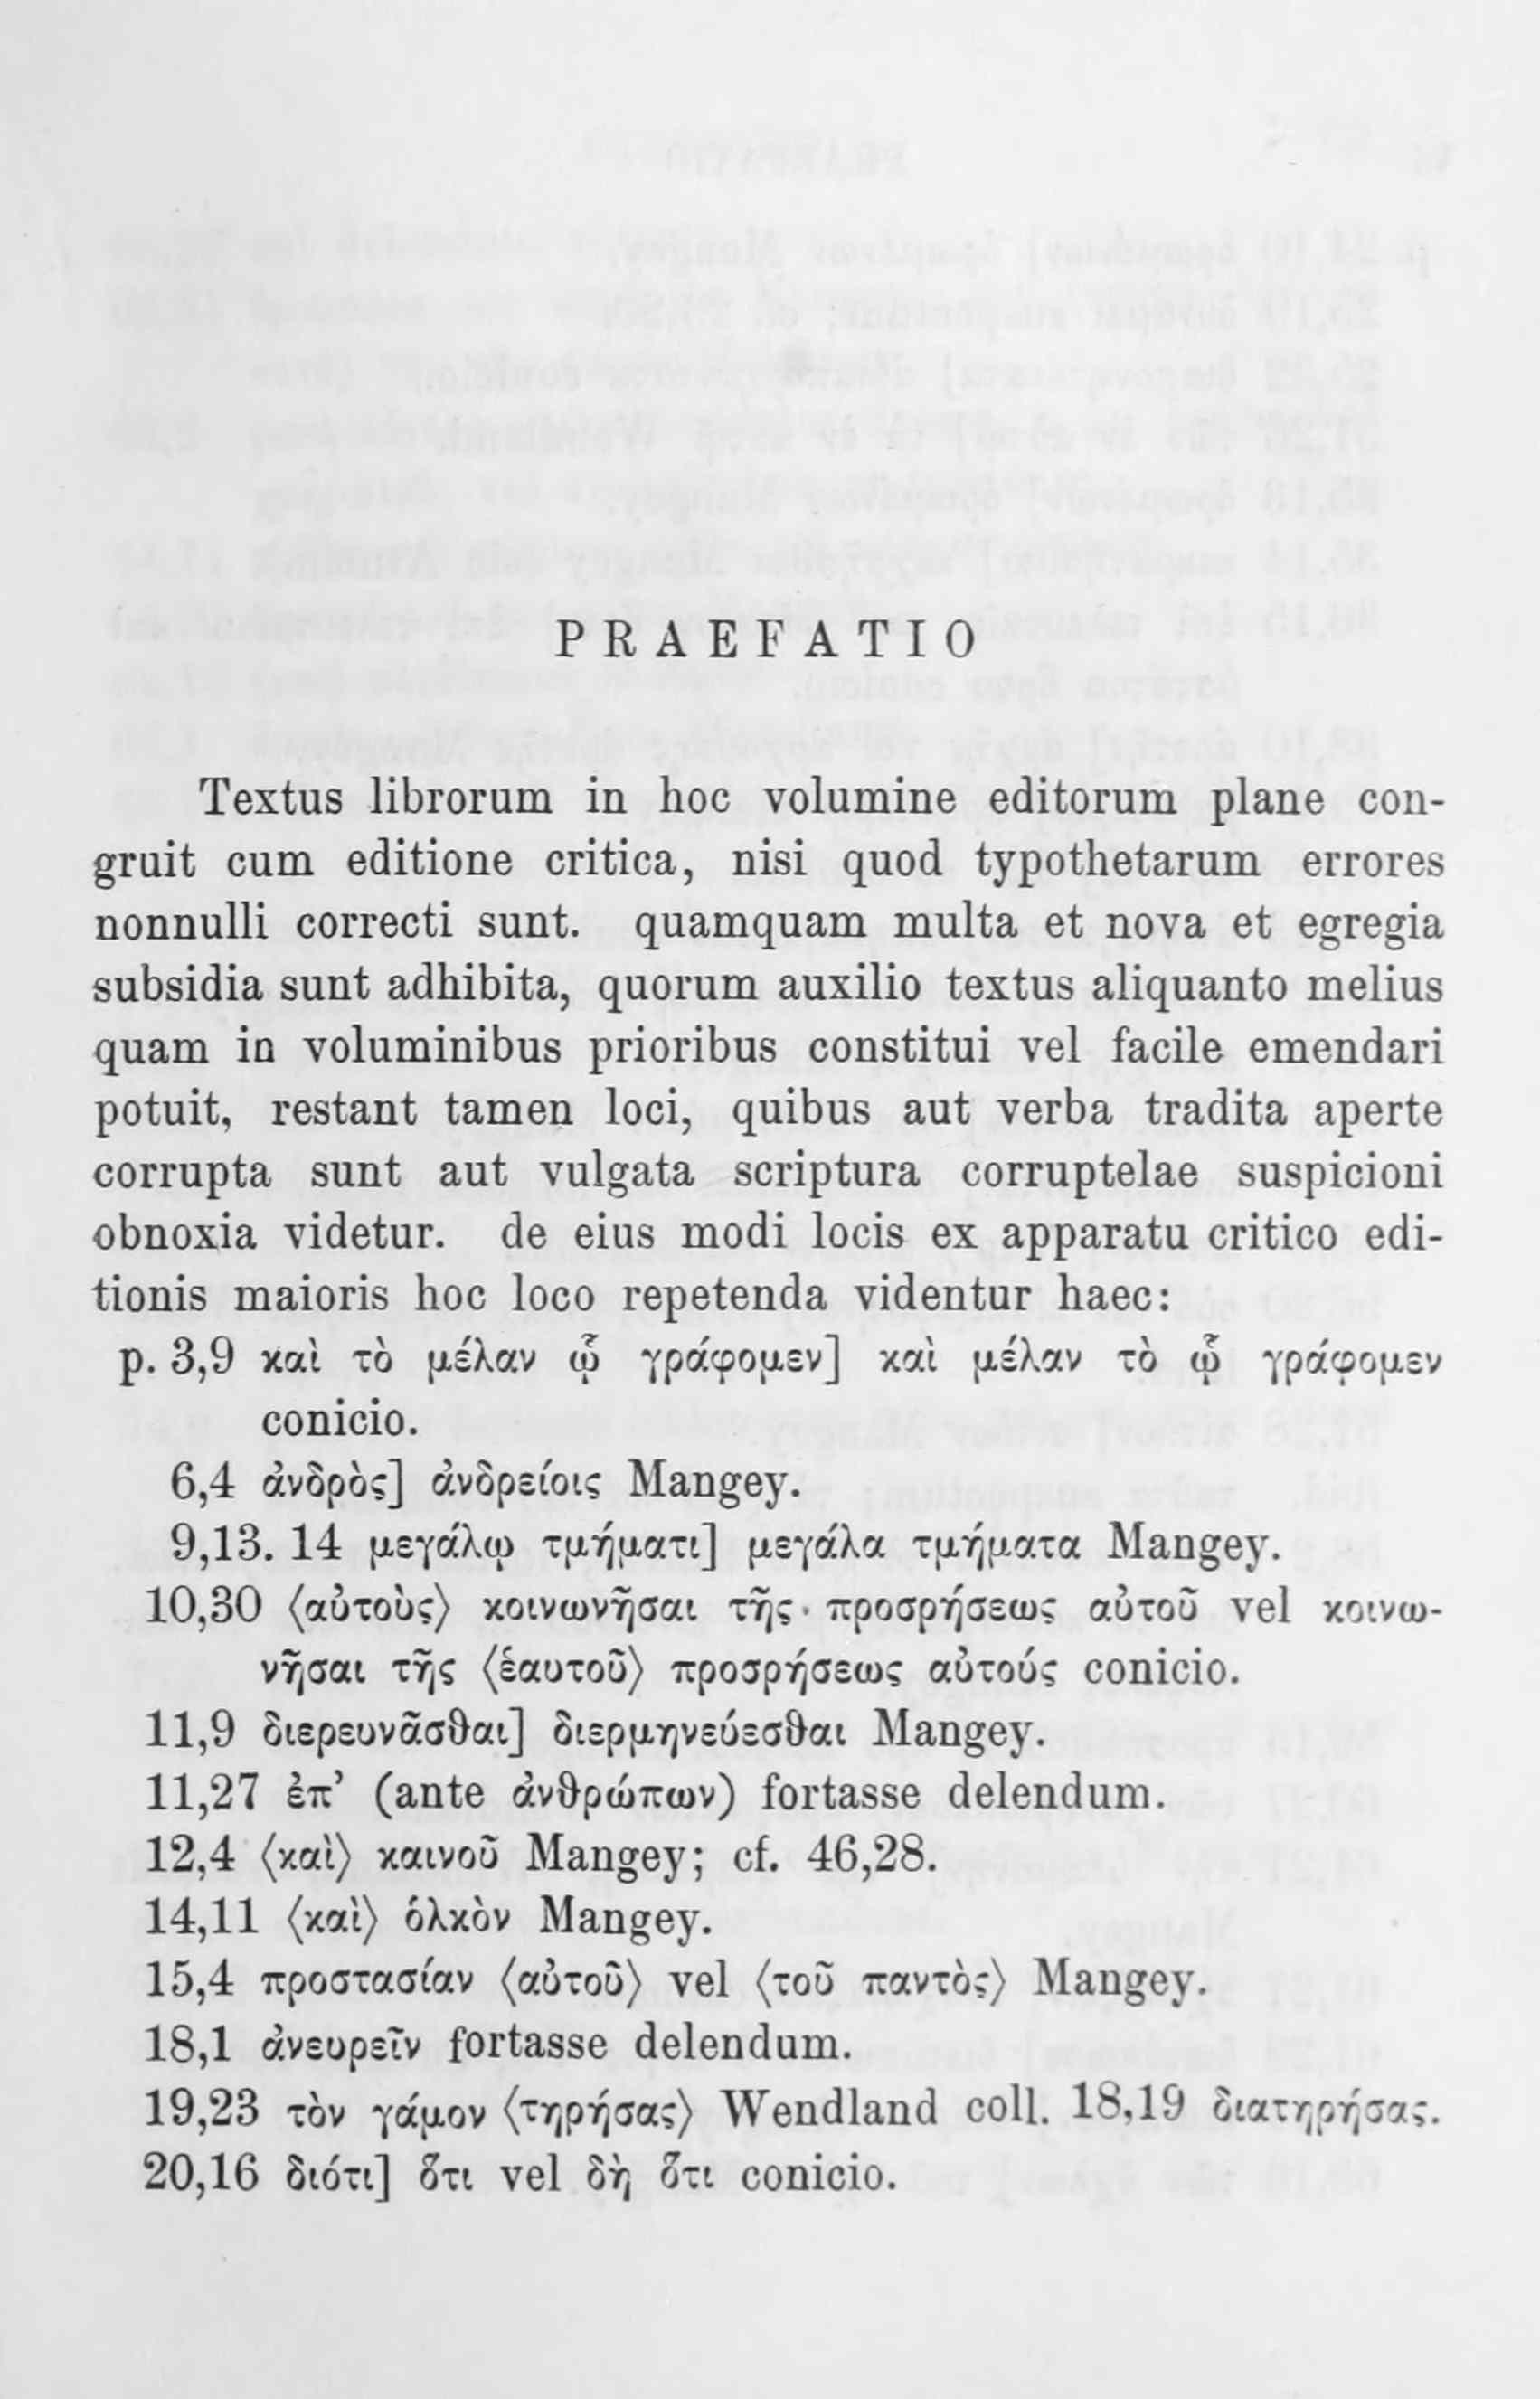 PRAEFATIO
Textus librorum in hoc volumine editorum plane con-
gruit cum editione critica, nisi quod typothetarum errores
nonnulli correcti sunt. quamquam multa et nova et egregia
subsidia sunt adhibita, quorum auxilio textus aliquanto melius
quam in voluminibus prioribus constitui vel facile emendari
potuit, restant tamen loci, quibus aut verba tradita aperte
corrupta sunt aut vulgata scriptura corruptelae suspicioni
obnoxia videtur. de eius modi locis ex apparatu critico edi-
tionis maioris hoc loco repetenda videntur haec:
p. 3,9 καὶ τὸ μέλαν ᾧ γράφομεν] καὶ μέλαν τὸ ᾧ γράφομεν
conicio.
6,4 ἀνδρὸς] ἀνδρείοις Mangey.
9,13. 14 μεγάλῳ τμήματι] μεγάλα τμήματα Mangey.
10,30 ⟨αὐτοὺς⟩ κοινωνῆσαι τῆς προσρήσεως αὐτοῦ vel κοινω-
νῆσαι τῆς ⟨ἑαυτοῦ⟩ προσρήσεως αὐτούς conicio.
11,9 διερευνᾶσθαι] διερμηνεύεσθαι Mangey.
11,27 ἐπ’ (ante ἀνθρώπων) fortasse delendum.
12,4 ⟨καὶ⟩ καινοῦ Mangey; cf. 46,28.
14,11 ⟨καὶ⟩ ὁλκὸν Mangey.
15,4 προστασίαν ⟨αὐτοῦ⟩ vel ⟨τοῦ παντὸς⟩ Mangey.
18,1 ἀνευρεῖν fortasse delendum.
19,23 τὸν γάμον ⟨τηρήσας⟩ Wendland coll. 18,19 διατηρήσας.
20,16 διότι] ὅτι vel δὴ ὅτι conicio.